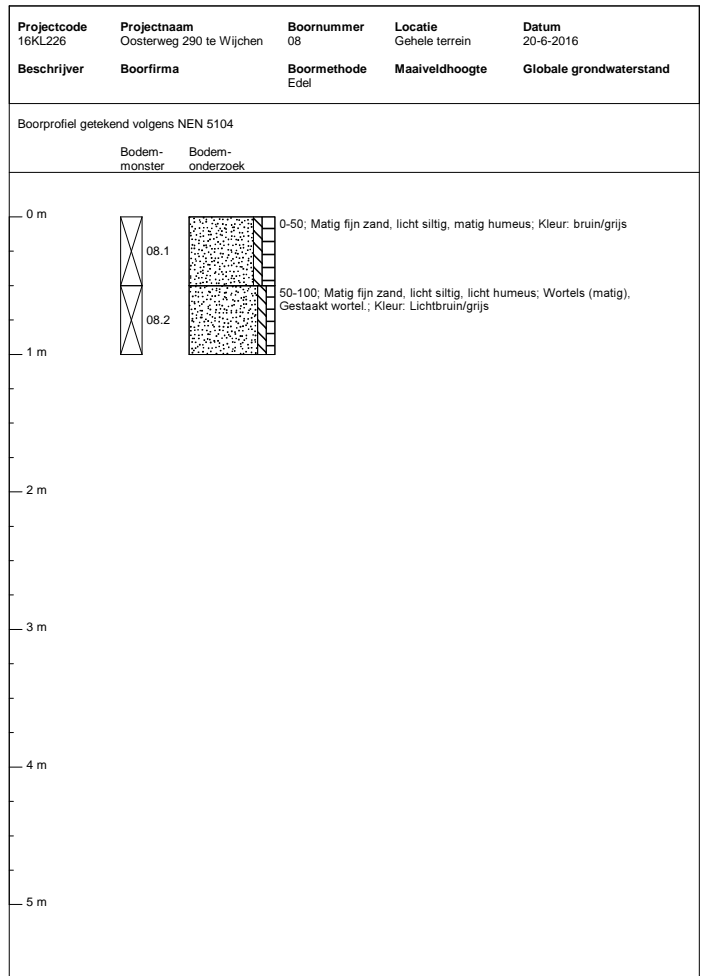 Projectcode Projectnaam Boornummer Locatie Datum
16KL226 Oosterweg 290 te Wijchen 08 Gehele terrein 20-6-2016
Beschrijver Boorfirma Boormethode Maaiveldhoogte Globale grondwaterstand
Edel
Boorprofiel getekend volgens NEN 5104
Bodem- Bodem-
monster onderzoek
0 m
0-50; Matig fijn zand, licht siltig, matig humeus; Kleur: bruin/grijs
08.1
50-100; Matig fijn zand, licht siltig, licht humeus; Wortels (matig),
Gestaakt wortel.; Kleur: Lichtbruin/grijs
08.2
1 m
2 m
3 m
4 m
5 m